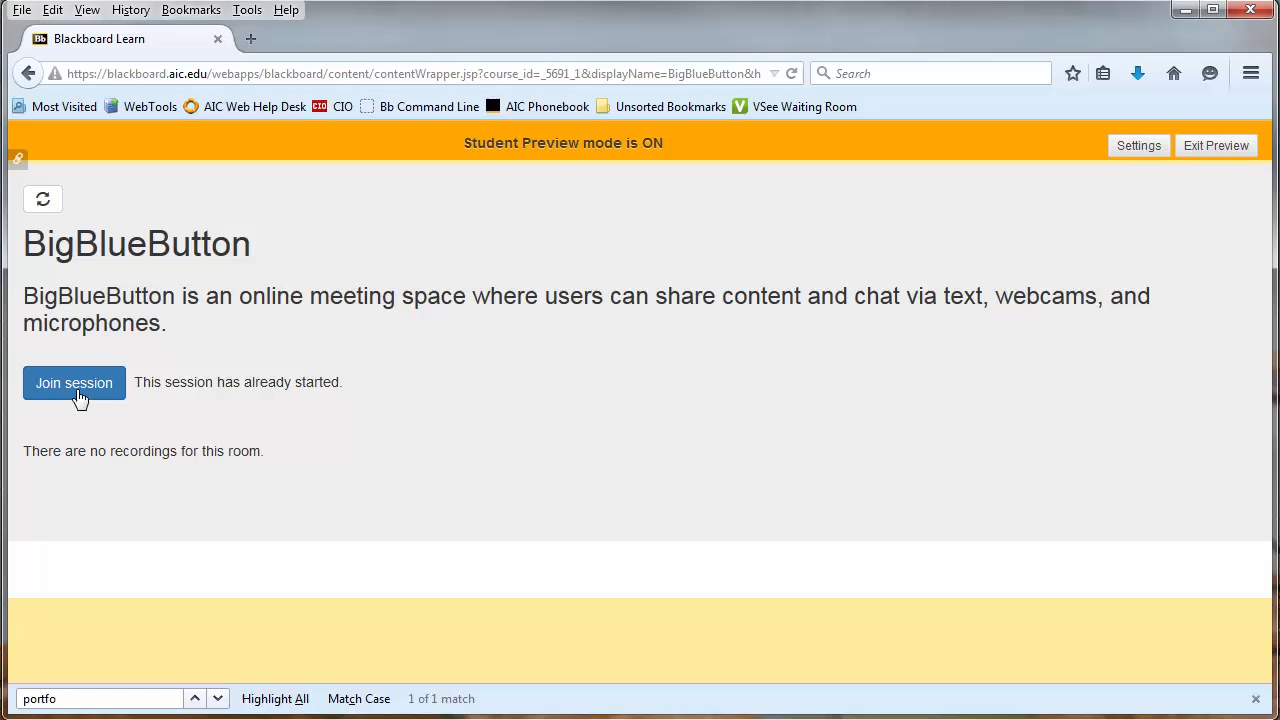 File Edit View History Bookmarks Tools Help
Bb Blackboard Learn
https://blackboard.aic.edu/webapps/blackboard/content/contentWrapper.jsp?course_id=_5691_1&displayName=BigBlueButton&h
Search
Most Visited WebTools AIC Web Help Desk CIO CIO Bb Command Line AIC Phonebook Unsorted Bookmarks V VSee Waiting Room
Student Preview mode is ON
Settings Exit Preview
BigBlueButton
BigBlueButton is an online meeting space where users can share content and chat via text, webcams, and
microphones.
Join session This session has already started.
There are no recordings for this room.
portfo Highlight All Match Case 1 of 1 match